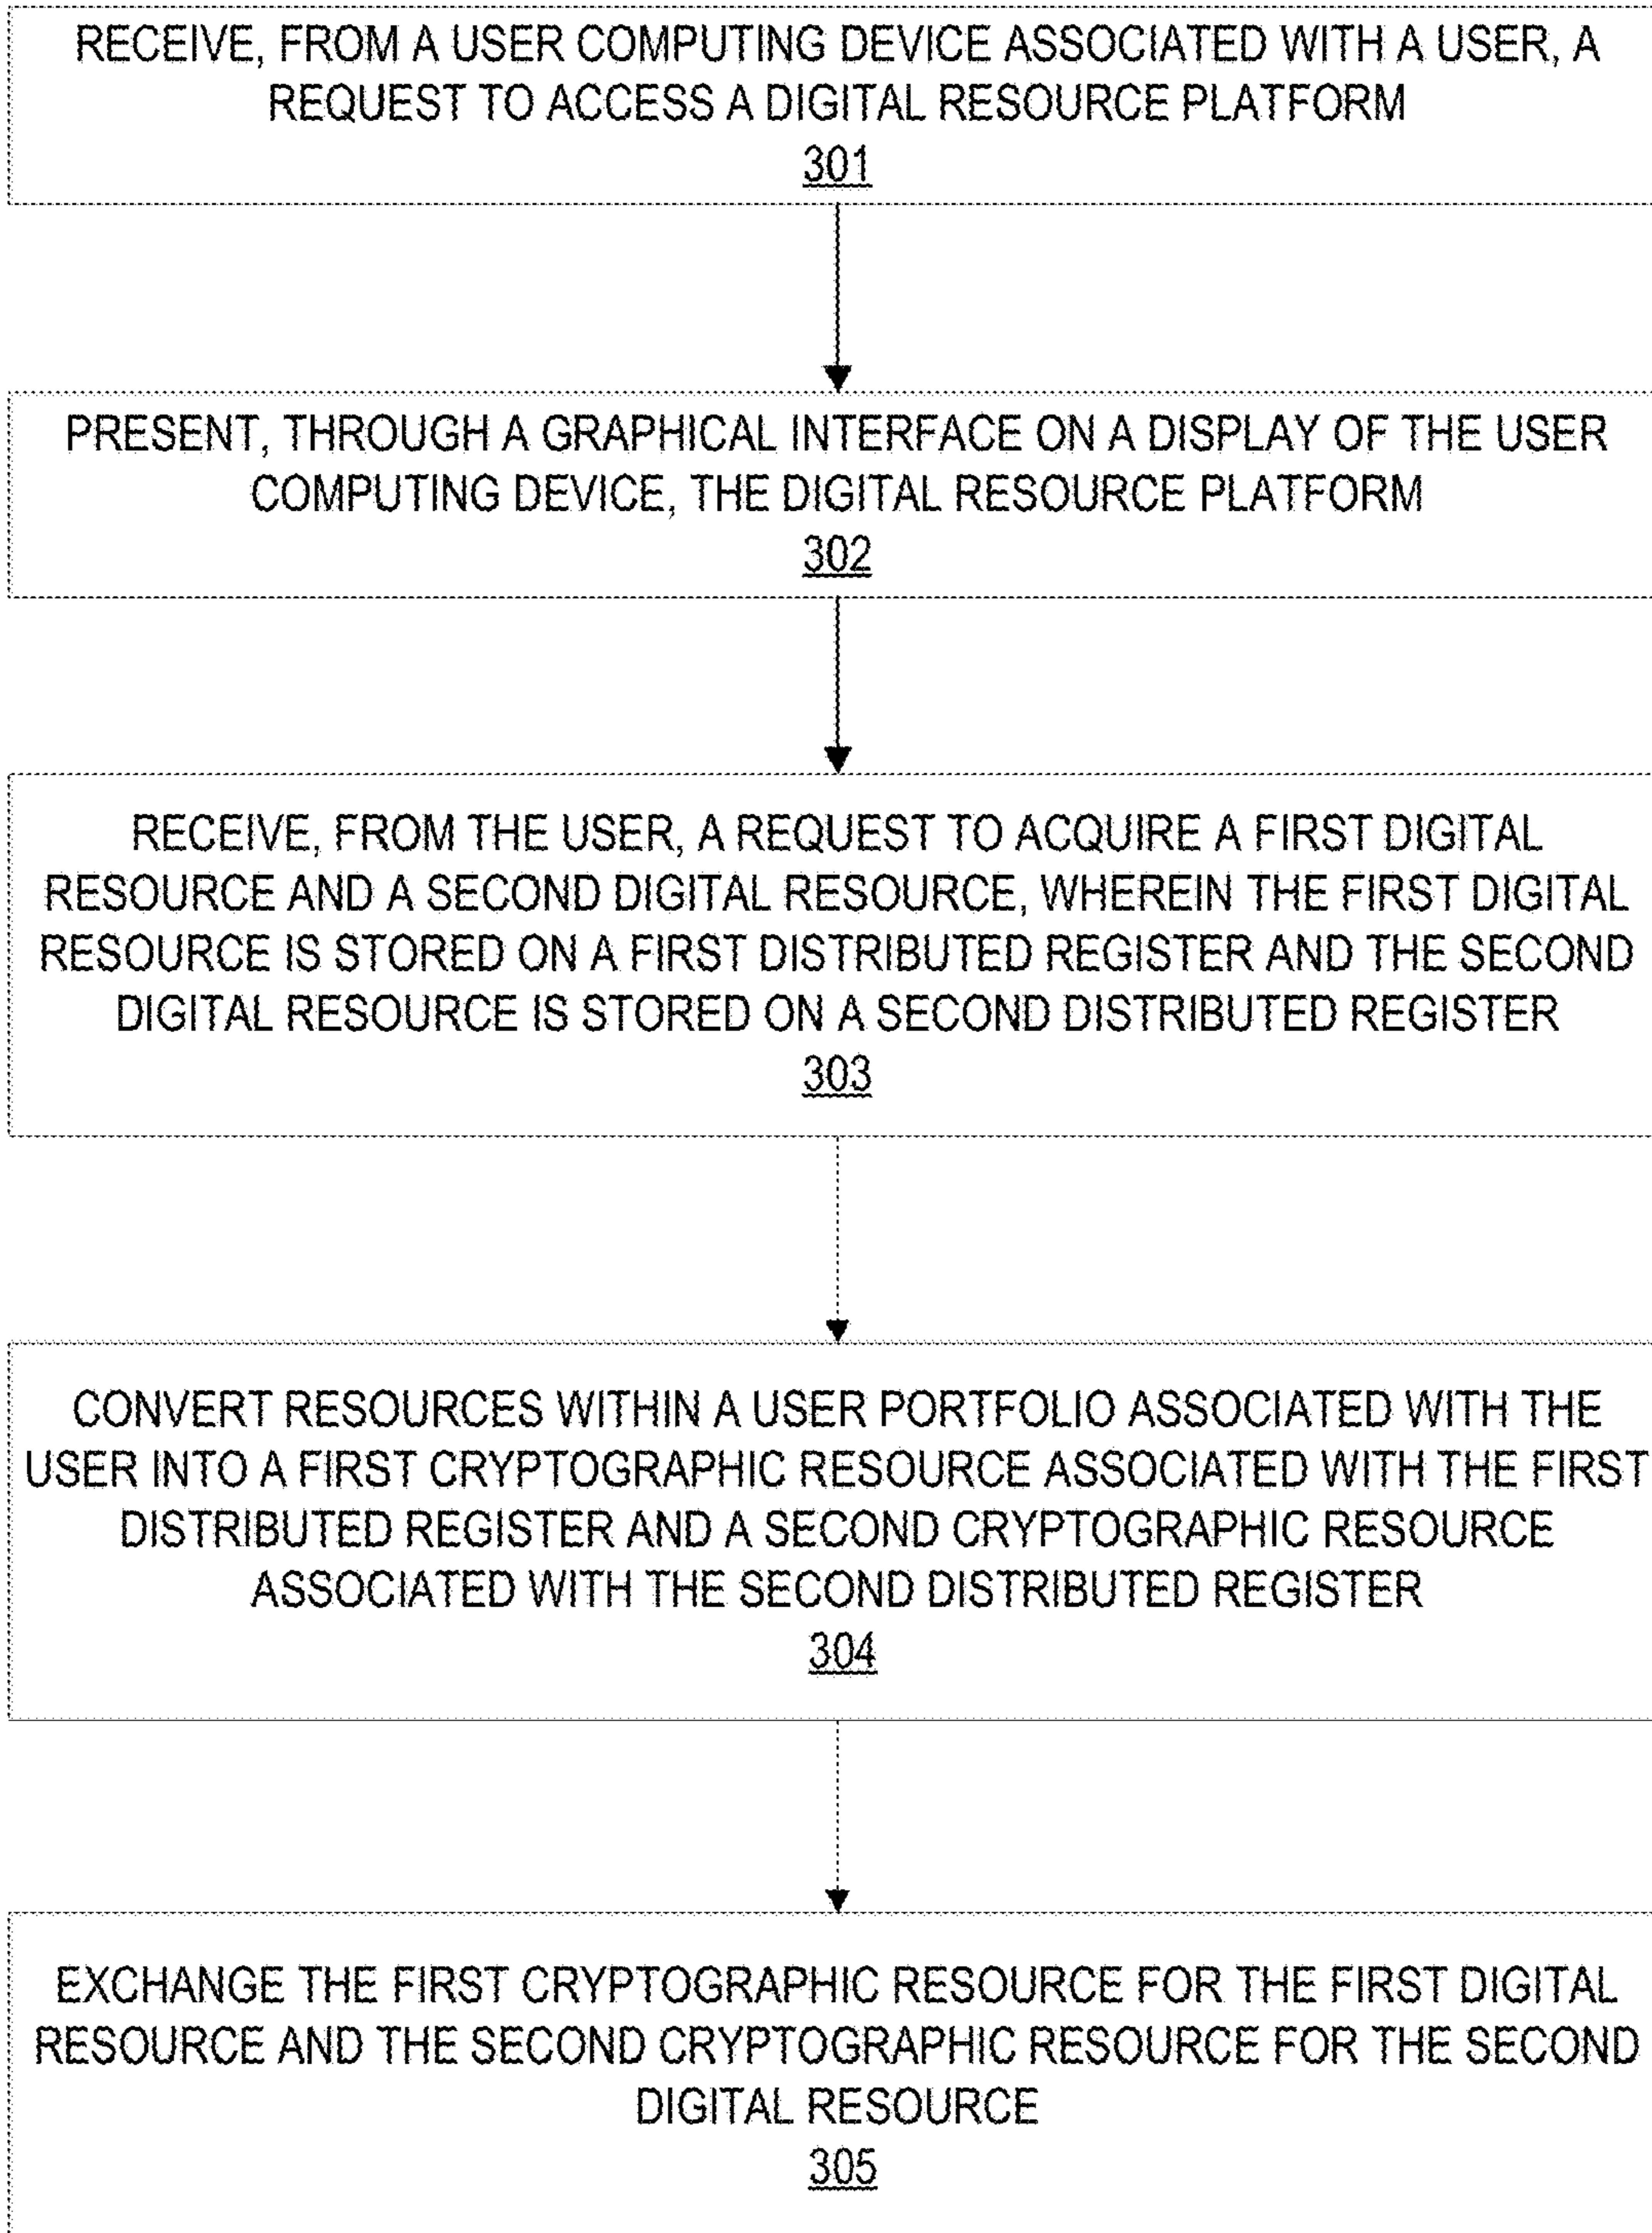 RECEIVE, FROM A USER COMPUTING DEVICE ASSOCIATED WITH A USER, A
REQUEST TO ACCESS A DIGITAL RESOURCE PLATFORM
301
PRESENT, THROUGH A GRAPHICAL INTERFACE ON A DISPLAY OF THE USER
COMPUTING DEVICE, THE DIGITAL RESOURCE PLATFORM
302
RECEIVE, FROM THE USER, A REQUEST TO ACQUIRE A FIRST DIGITAL
RESOURCE AND A SECOND DIGITAL RESOURCE, WHEREIN THE FIRST DIGITAL
RESOURCE IS STORED ON A FIRST DISTRIBUTED REGISTER AND THE SECOND
DIGITAL RESOURCE IS STORED ON A SECOND DISTRIBUTED REGISTER
303
CONVERT RESOURCES WITHIN A USER PORTFOLIO ASSOCIATED WITH THE
USER INTO A FIRST CRYPTOGRAPHIC RESOURCE ASSOCIATED WITH THE FIRST
DISTRIBUTED REGISTER AND A SECOND CRYPTOGRAPHIC RESOURCE
ASSOCIATED WITH THE SECOND DISTRIBUTED REGISTER
304
EXCHANGE THE FIRST CRYPTOGRAPHIC RESOURCE FOR THE FIRST DIGITAL
RESOURCE AND THE SECOND CRYPTOGRAPHIC RESOURCE FOR THE SECOND
DIGITAL RESOURCE
305